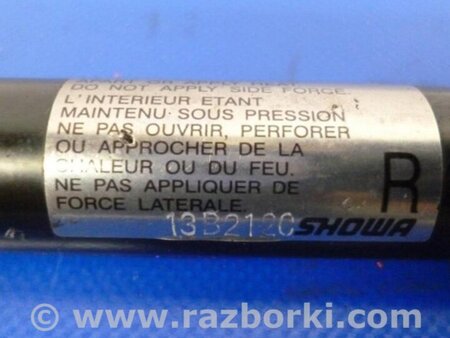 DO NOT APPLY SIDE FORCE.
L'INTERIEUR ETANT
MAINTENU· SOUS PRESSION
NE PAS OUVRIR, PERFORER
OU APPROCHER DE LA
CHALEUR OU DU FEU.
NE PAS APPLIQUER DE
FORCE LATERALE.
R
SHOWA
© www.razborki.com